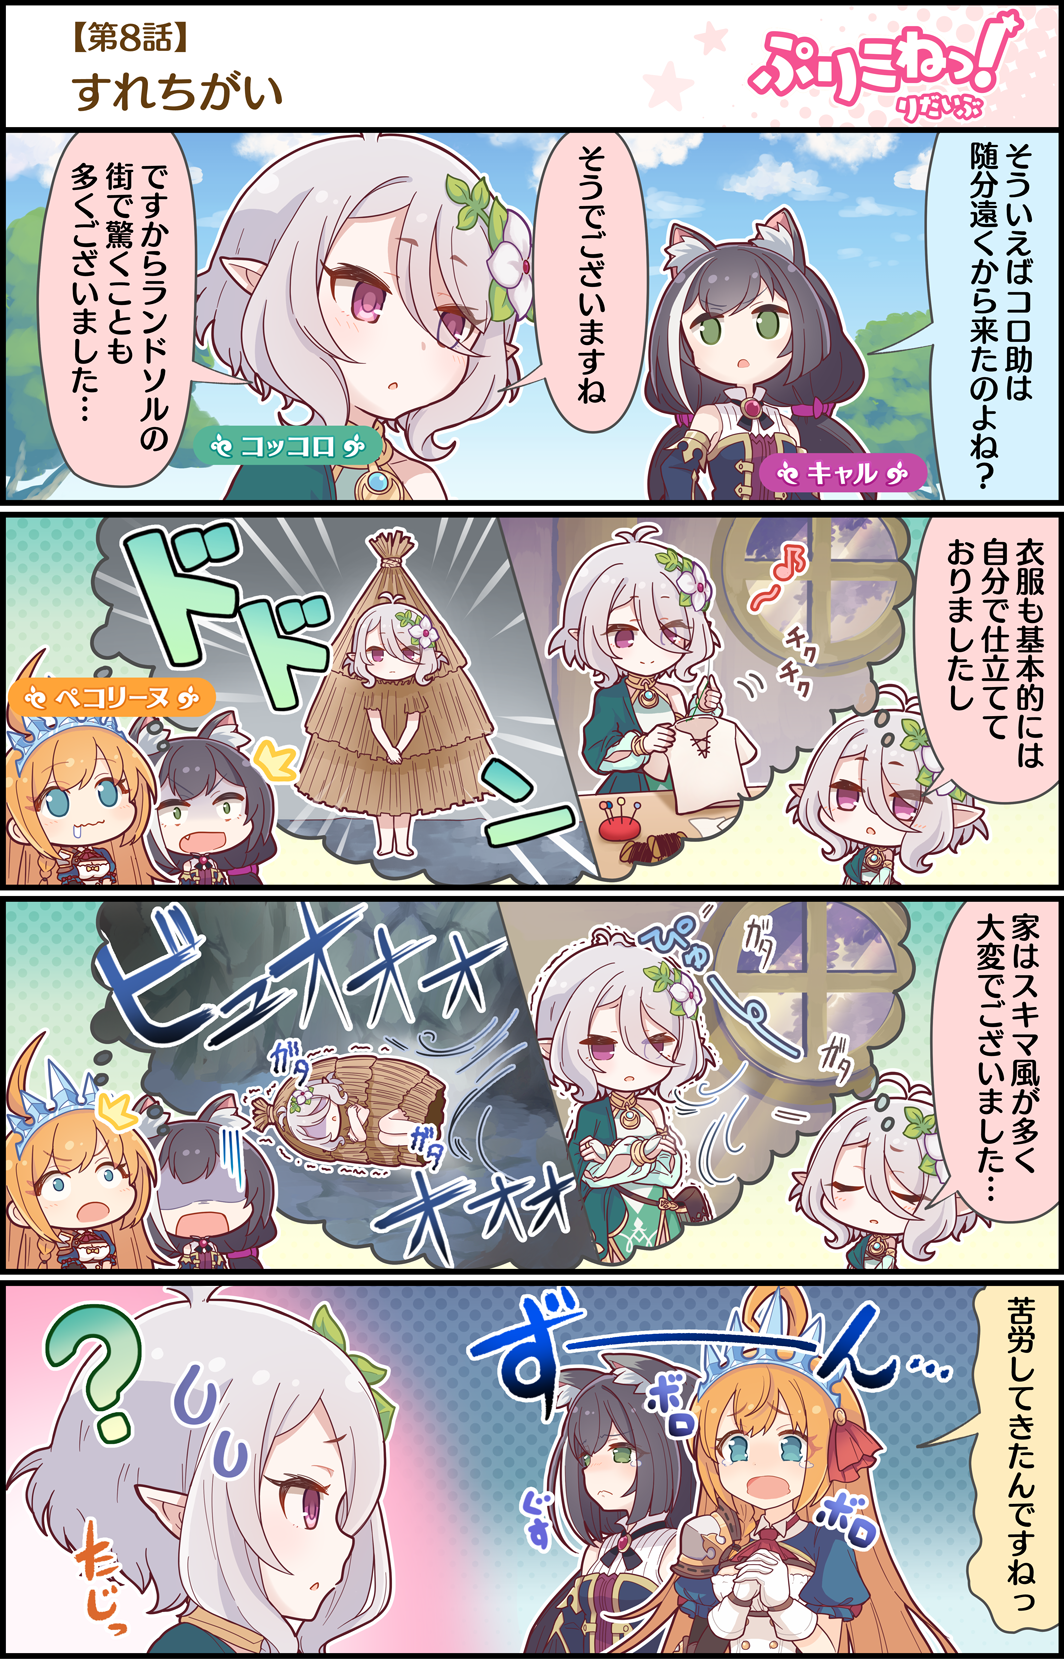 【第8話】
すれちがい
ぷりこねっ!
りだいぶ
そういえばコロ助は
随分遠くから来たのよね?
そうでございますね
ですからランドソルの
街で驚くことも
多くございました…
キャル
コッコロ
衣服も基本的には
自分で仕立てて
おりましたし
チク
チク
ドドン
ペコリーヌ
家はスキマ風が多く
大変でございました…
ガタ
ぴゅーー
ガタ
ビュオオオ
ガタ
ガタ
オオオ
苦労してきたんですねっ
ずーーん…
ボロ
ボロ
ぐす
?
たじっ